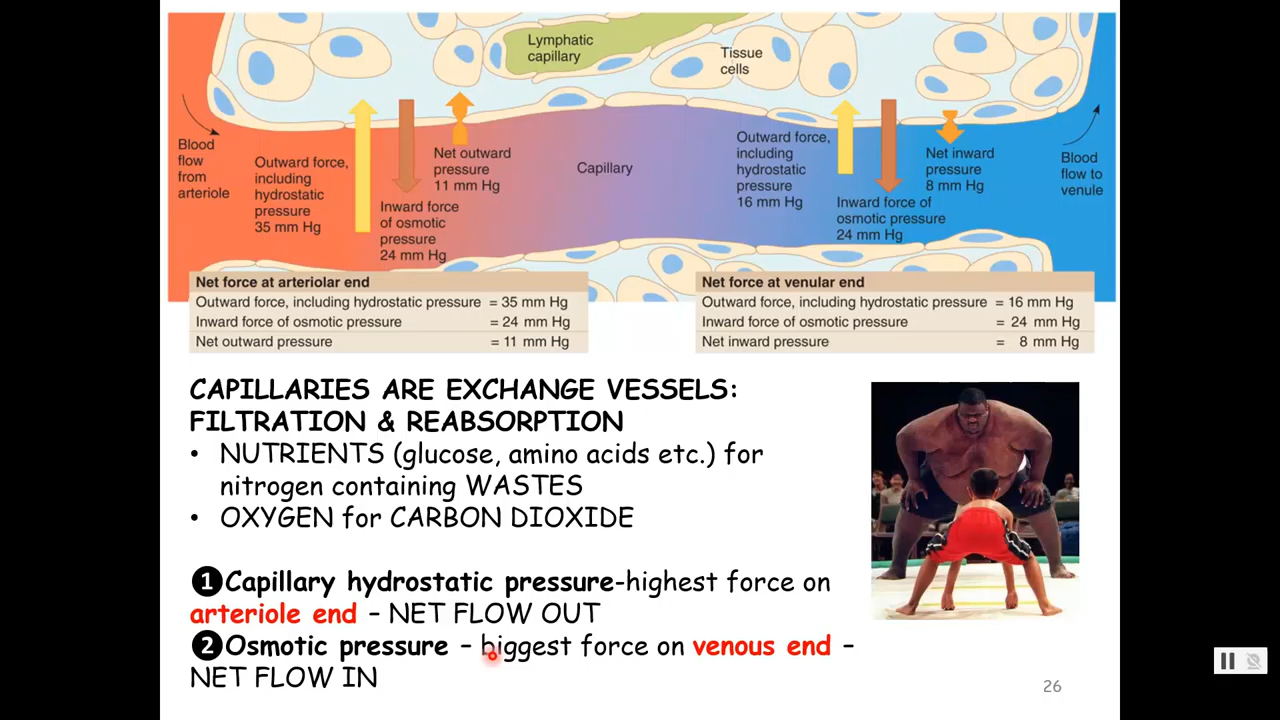 Lymphatic
capillary
Tissue
cells
Blood
flow
from
arteriole
Outward force,
including
hydrostatic
pressure
35 mm Hg
Net outward
pressure
11 mm Hg
Inward force
of osmotic
pressure
24 mm Hg
Capillary
Outward force,
including
hydrostatic
pressure
16 mm Hg
Net inward
pressure
8 mm Hg
Inward force of
osmotic pressure
24 mm Hg
Blood
flow to
venule
Net force at arteriolar end
Outward force, including hydrostatic pressure = 35 mm Hg
Inward force of osmotic pressure = 24 mm Hg
Net outward pressure = 11 mm Hg
Net force at venular end
Outward force, including hydrostatic pressure = 16 mm Hg
Inward force of osmotic pressure = 24 mm Hg
Net inward pressure = 8 mm Hg
CAPILLARIES ARE EXCHANGE VESSELS:
FILTRATION & REABSORPTION
• NUTRIENTS (glucose, amino acids etc.) for
nitrogen containing WASTES
• OXYGEN for CARBON DIOXIDE
❶Capillary hydrostatic pressure-highest force on
arteriole end – NET FLOW OUT
❷Osmotic pressure – biggest force on venous end –
NET FLOW IN
26